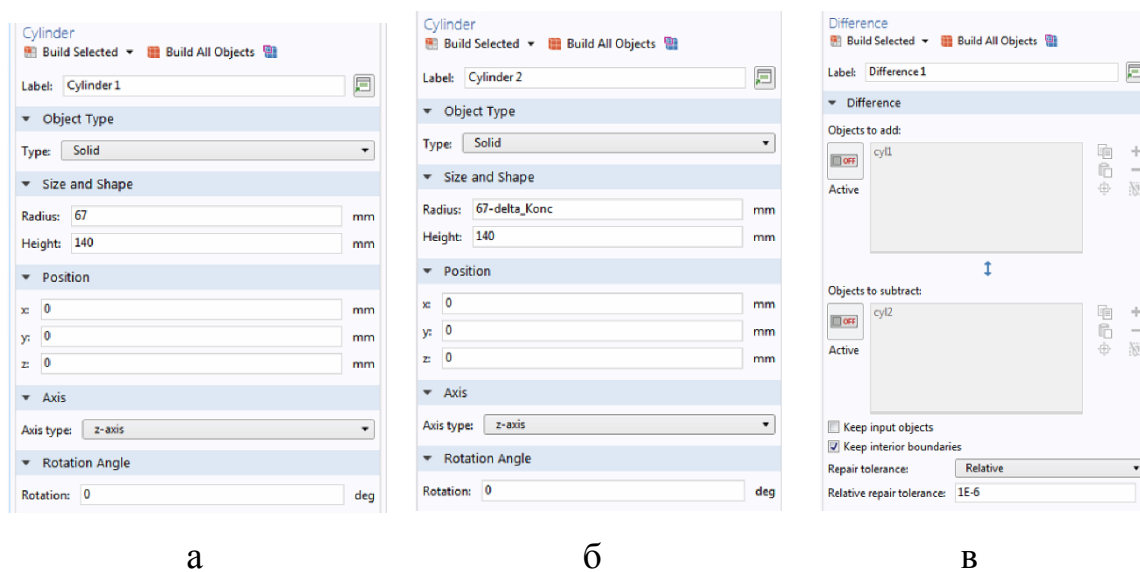 Cylinder
Build Selected Build All Objects
Label: Cylinder 1
Object Type
Type: Solid
Size and Shape
Radius: 67 mm
Height: 140 mm
Position
x: 0 mm
y: 0 mm
z: 0 mm
Axis
Axis type: z-axis
Rotation Angle
Rotation: 0 deg
а
Cylinder
Build Selected Build All Objects
Label: Cylinder 2
Object Type
Type: Solid
Size and Shape
Radius: 67-delta_Konc mm
Height: 140 mm
Position
x: 0 mm
y: 0 mm
z: 0 mm
Axis
Axis type: z-axis
Rotation Angle
Rotation: 0 deg
б
Difference
Build Selected Build All Objects
Label: Difference 1
Difference
Objects to add:
OFF cyl1
Active
Objects to subtract:
OFF cyl2
Active
Keep input objects
Keep interior boundaries
Repair tolerance: Relative
Relative repair tolerance: 1E-6
в